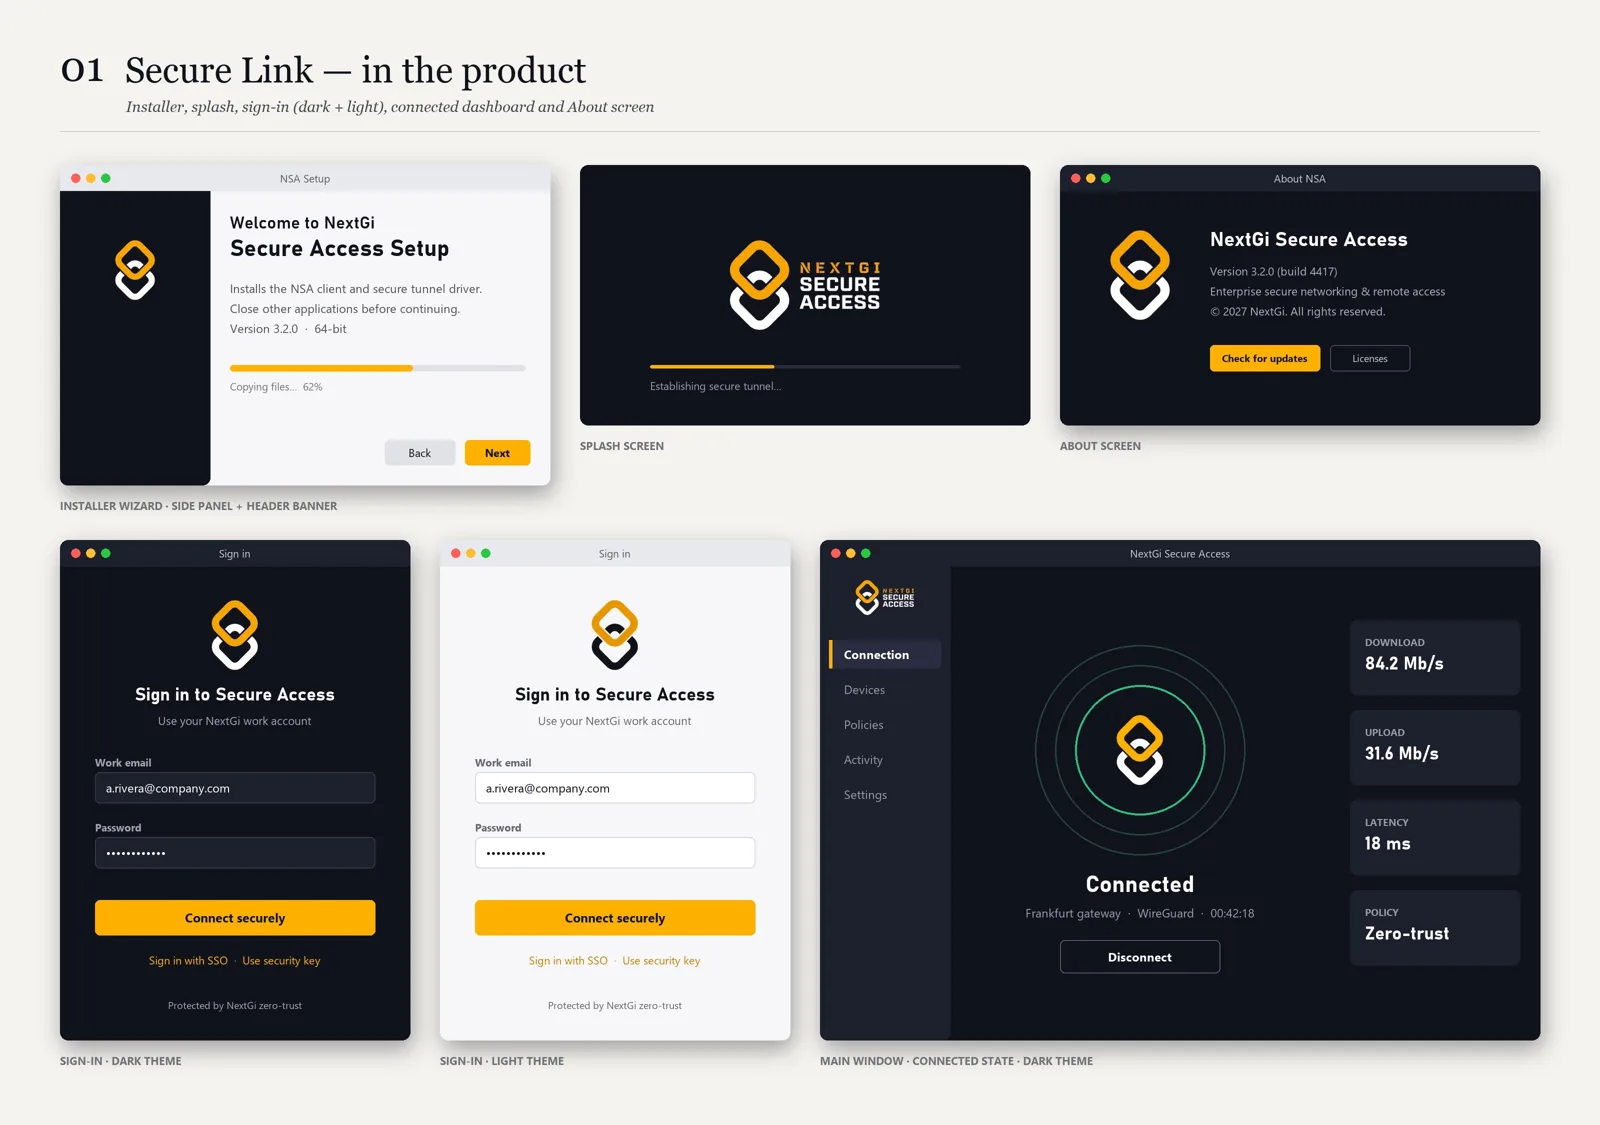 01 Secure Link — in the product
Installer, splash, sign-in (dark + light), connected dashboard and About screen
NSA Setup
Welcome to NextGi
Secure Access Setup
Installs the NSA client and secure tunnel driver.
Close other applications before continuing.
Version 3.2.0 · 64-bit
Copying files... 62%
Back
Next
INSTALLER WIZARD · SIDE PANEL + HEADER BANNER
NEXTGI
SECURE
ACCESS
Establishing secure tunnel...
SPLASH SCREEN
About NSA
NextGi Secure Access
Version 3.2.0 (build 4417)
Enterprise secure networking & remote access
© 2027 NextGi. All rights reserved.
Check for updates
Licenses
ABOUT SCREEN
Sign in
Sign in to Secure Access
Use your NextGi work account
Work email
a.rivera@company.com
Password
••••••••••••
Connect securely
Sign in with SSO · Use security key
Protected by NextGi zero-trust
SIGN-IN · DARK THEME
Sign in
Sign in to Secure Access
Use your NextGi work account
Work email
a.rivera@company.com
Password
••••••••••••
Connect securely
Sign in with SSO · Use security key
Protected by NextGi zero-trust
SIGN-IN · LIGHT THEME
NextGi Secure Access
NEXTGI
SECURE
ACCESS
Connection
Devices
Policies
Activity
Settings
Connected
Frankfurt gateway · WireGuard · 00:42:18
Disconnect
DOWNLOAD
84.2 Mb/s
UPLOAD
31.6 Mb/s
LATENCY
18 ms
POLICY
Zero-trust
MAIN WINDOW · CONNECTED STATE · DARK THEME